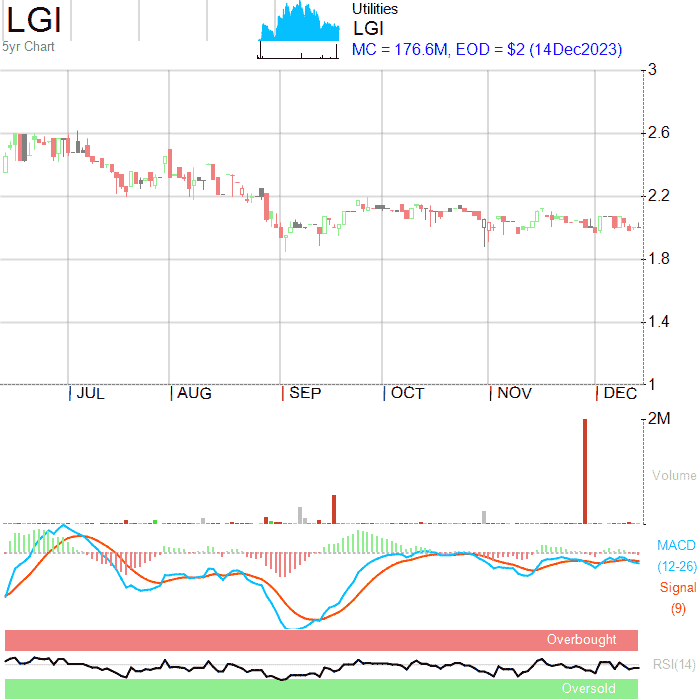 LGI
5yr Chart
Utilities
LGI
MC = 176.6M, EOD = $2 (14Dec2023)
3
2.6
2.2
1.8
1.4
1
JUL AUG SEP OCT NOV DEC
2M
Volume
MACD
(12-26)
Signal
(9)
Overbought
RSI(14)
Oversold